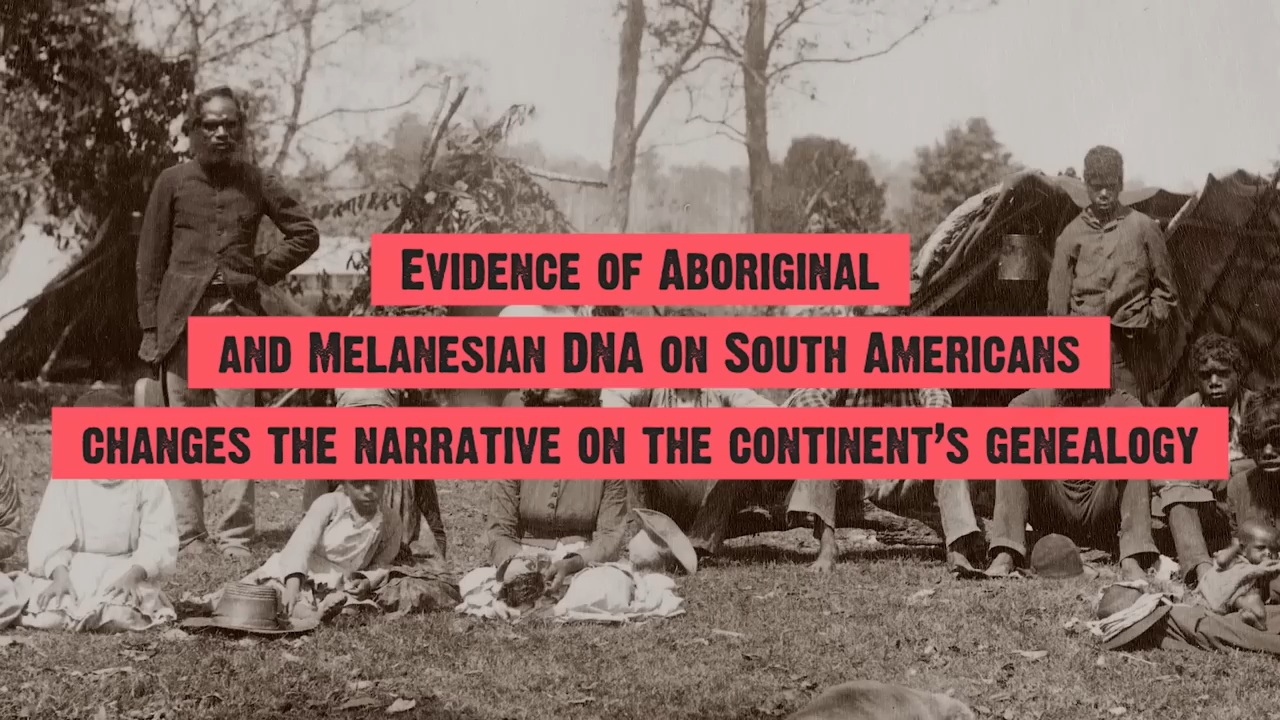 Evidence of Aboriginal
and Melanesian DNA on South Americans
changes the narrative on the continent's genealogy